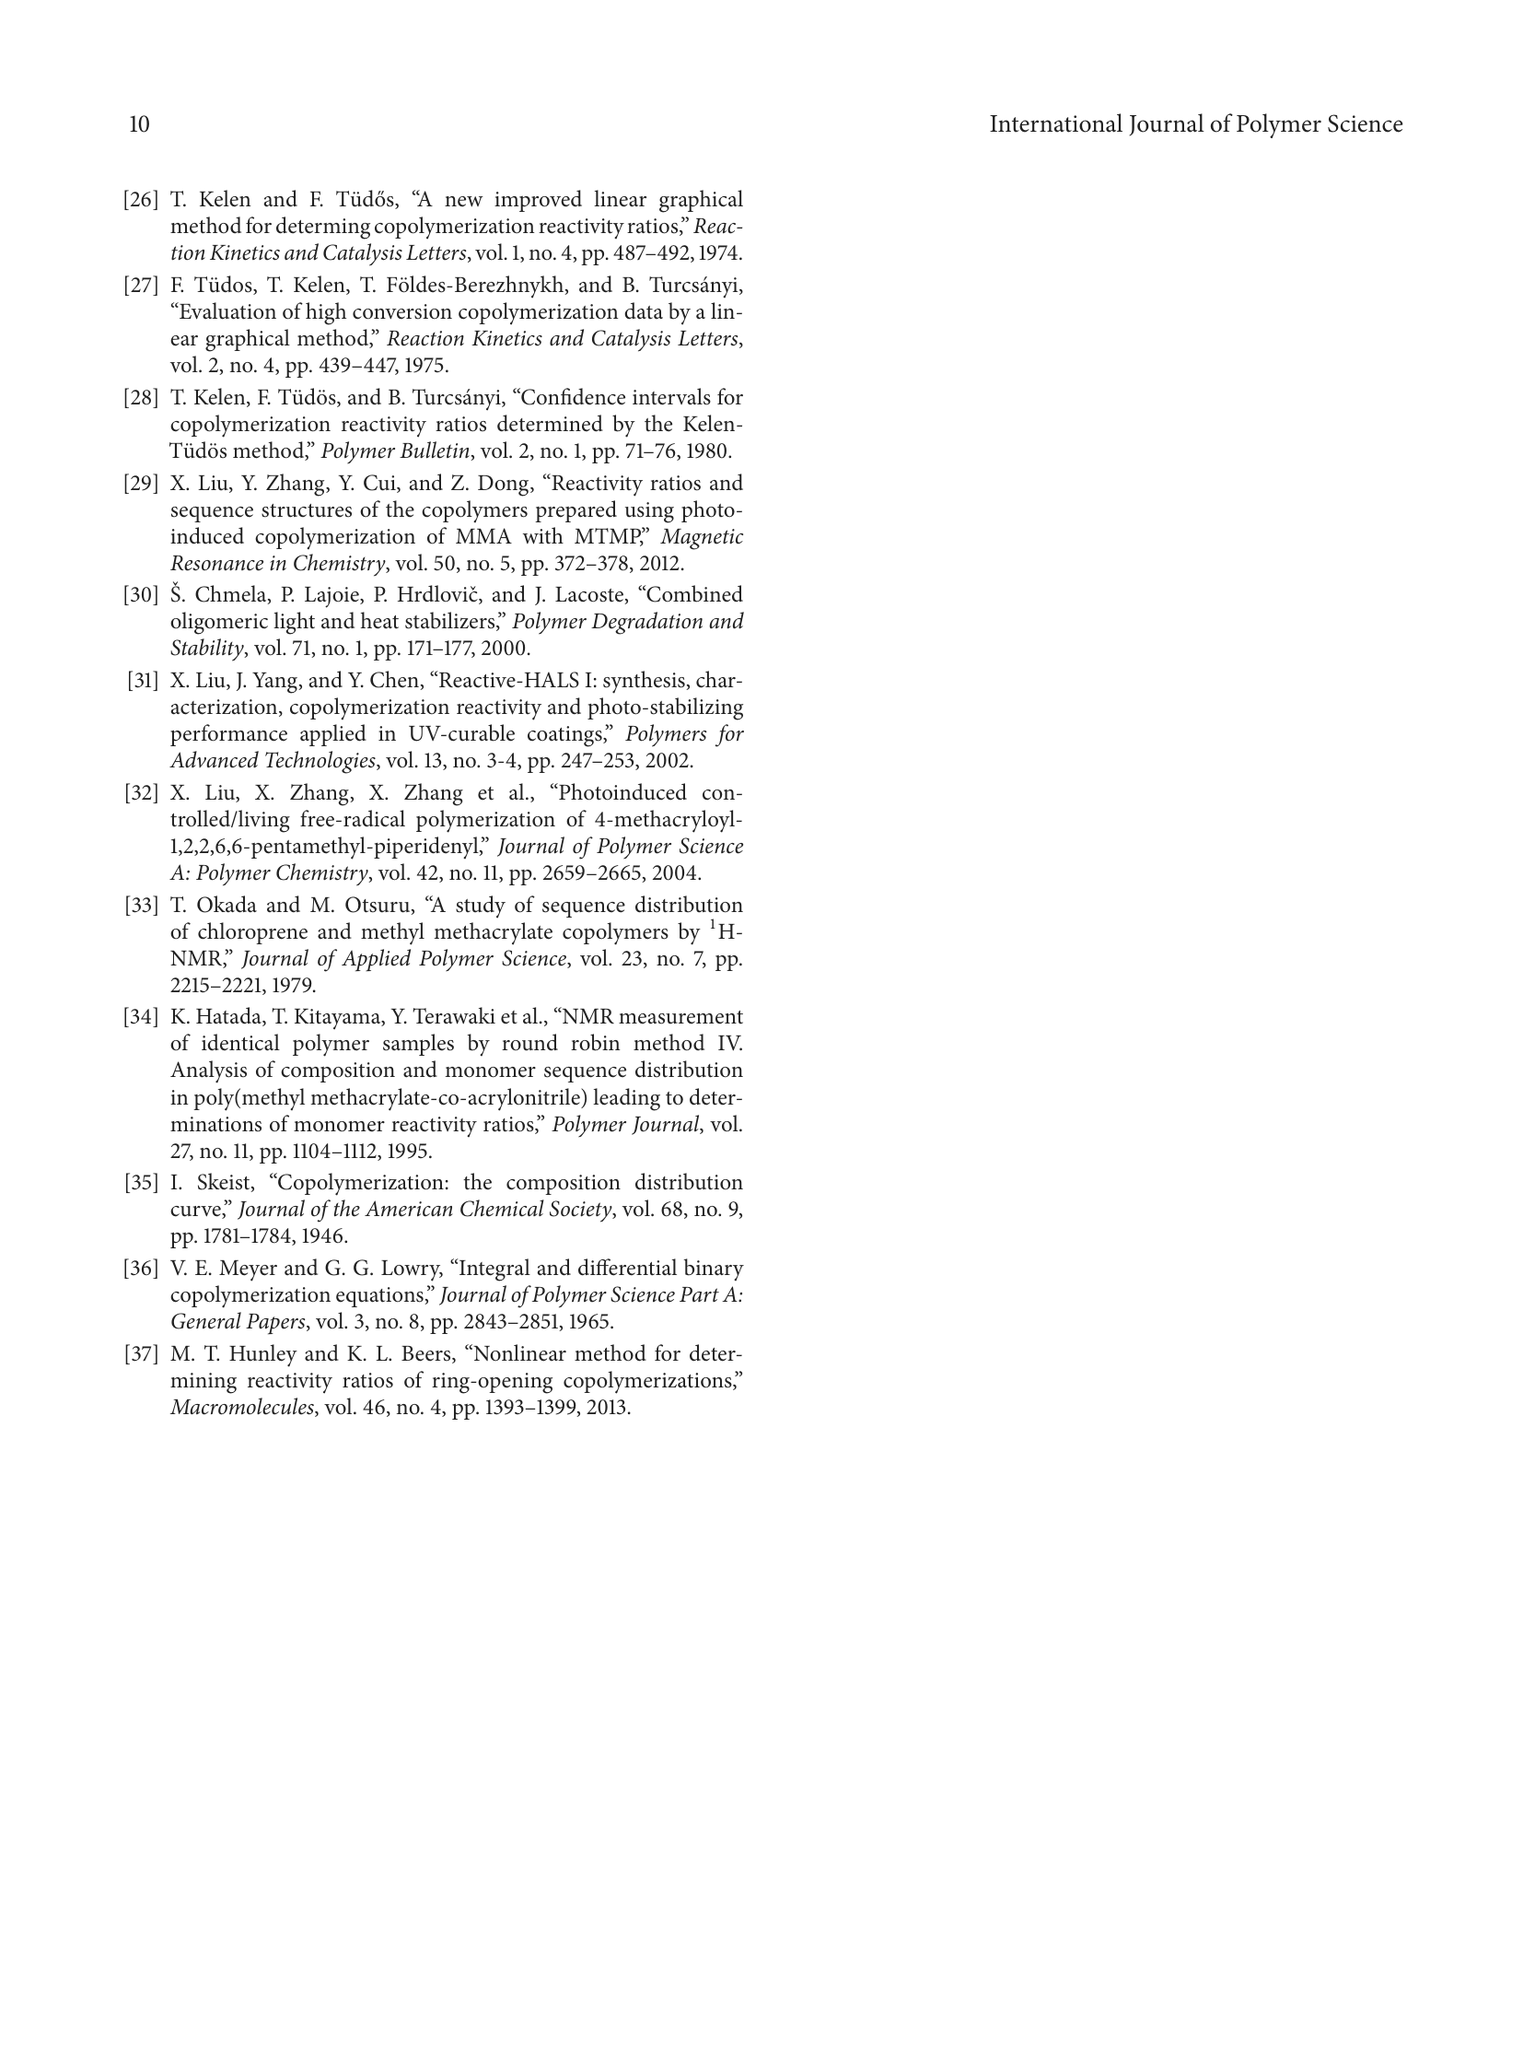 10
International Journal of Polymer Science
[26] T. Kelen and F. Tüdős, “A new improved linear graphical
method for determing copolymerization reactivity ratios,” Reac-
tion Kinetics and Catalysis Letters, vol. 1, no. 4, pp. 487–492, 1974.
[27] F. Tüdos, T. Kelen, T. Földes-Berezhnykh, and B. Turcsányi,
“Evaluation of high conversion copolymerization data by a lin-
ear graphical method,” Reaction Kinetics and Catalysis Letters,
vol. 2, no. 4, pp. 439–447, 1975.
[28] T. Kelen, F. Tüdös, and B. Turcsányi, “Confidence intervals for
copolymerization reactivity ratios determined by the Kelen-
Tüdös method,” Polymer Bulletin, vol. 2, no. 1, pp. 71–76, 1980.
[29] X. Liu, Y. Zhang, Y. Cui, and Z. Dong, “Reactivity ratios and
sequence structures of the copolymers prepared using photo-
induced copolymerization of MMA with MTMP,” Magnetic
Resonance in Chemistry, vol. 50, no. 5, pp. 372–378, 2012.
[30] Š. Chmela, P. Lajoie, P. Hrdlovič, and J. Lacoste, “Combined
oligomeric light and heat stabilizers,” Polymer Degradation and
Stability, vol. 71, no. 1, pp. 171–177, 2000.
[31] X. Liu, J. Yang, and Y. Chen, “Reactive-HALS I: synthesis, char-
acterization, copolymerization reactivity and photo-stabilizing
performance applied in UV-curable coatings,” Polymers for
Advanced Technologies, vol. 13, no. 3-4, pp. 247–253, 2002.
[32] X. Liu, X. Zhang, X. Zhang et al., “Photoinduced con-
trolled/living free-radical polymerization of 4-methacryloyl-
1,2,2,6,6-pentamethyl-piperidenyl,” Journal of Polymer Science
A: Polymer Chemistry, vol. 42, no. 11, pp. 2659–2665, 2004.
[33] T. Okada and M. Otsuru, “A study of sequence distribution
of chloroprene and methyl methacrylate copolymers by ¹H-
NMR,” Journal of Applied Polymer Science, vol. 23, no. 7, pp.
2215–2221, 1979.
[34] K. Hatada, T. Kitayama, Y. Terawaki et al., “NMR measurement
of identical polymer samples by round robin method IV.
Analysis of composition and monomer sequence distribution
in poly(methyl methacrylate-co-acrylonitrile) leading to deter-
minations of monomer reactivity ratios,” Polymer Journal, vol.
27, no. 11, pp. 1104–1112, 1995.
[35] I. Skeist, “Copolymerization: the composition distribution
curve,” Journal of the American Chemical Society, vol. 68, no. 9,
pp. 1781–1784, 1946.
[36] V. E. Meyer and G. G. Lowry, “Integral and differential binary
copolymerization equations,” Journal of Polymer Science Part A:
General Papers, vol. 3, no. 8, pp. 2843–2851, 1965.
[37] M. T. Hunley and K. L. Beers, “Nonlinear method for deter-
mining reactivity ratios of ring-opening copolymerizations,”
Macromolecules, vol. 46, no. 4, pp. 1393–1399, 2013.